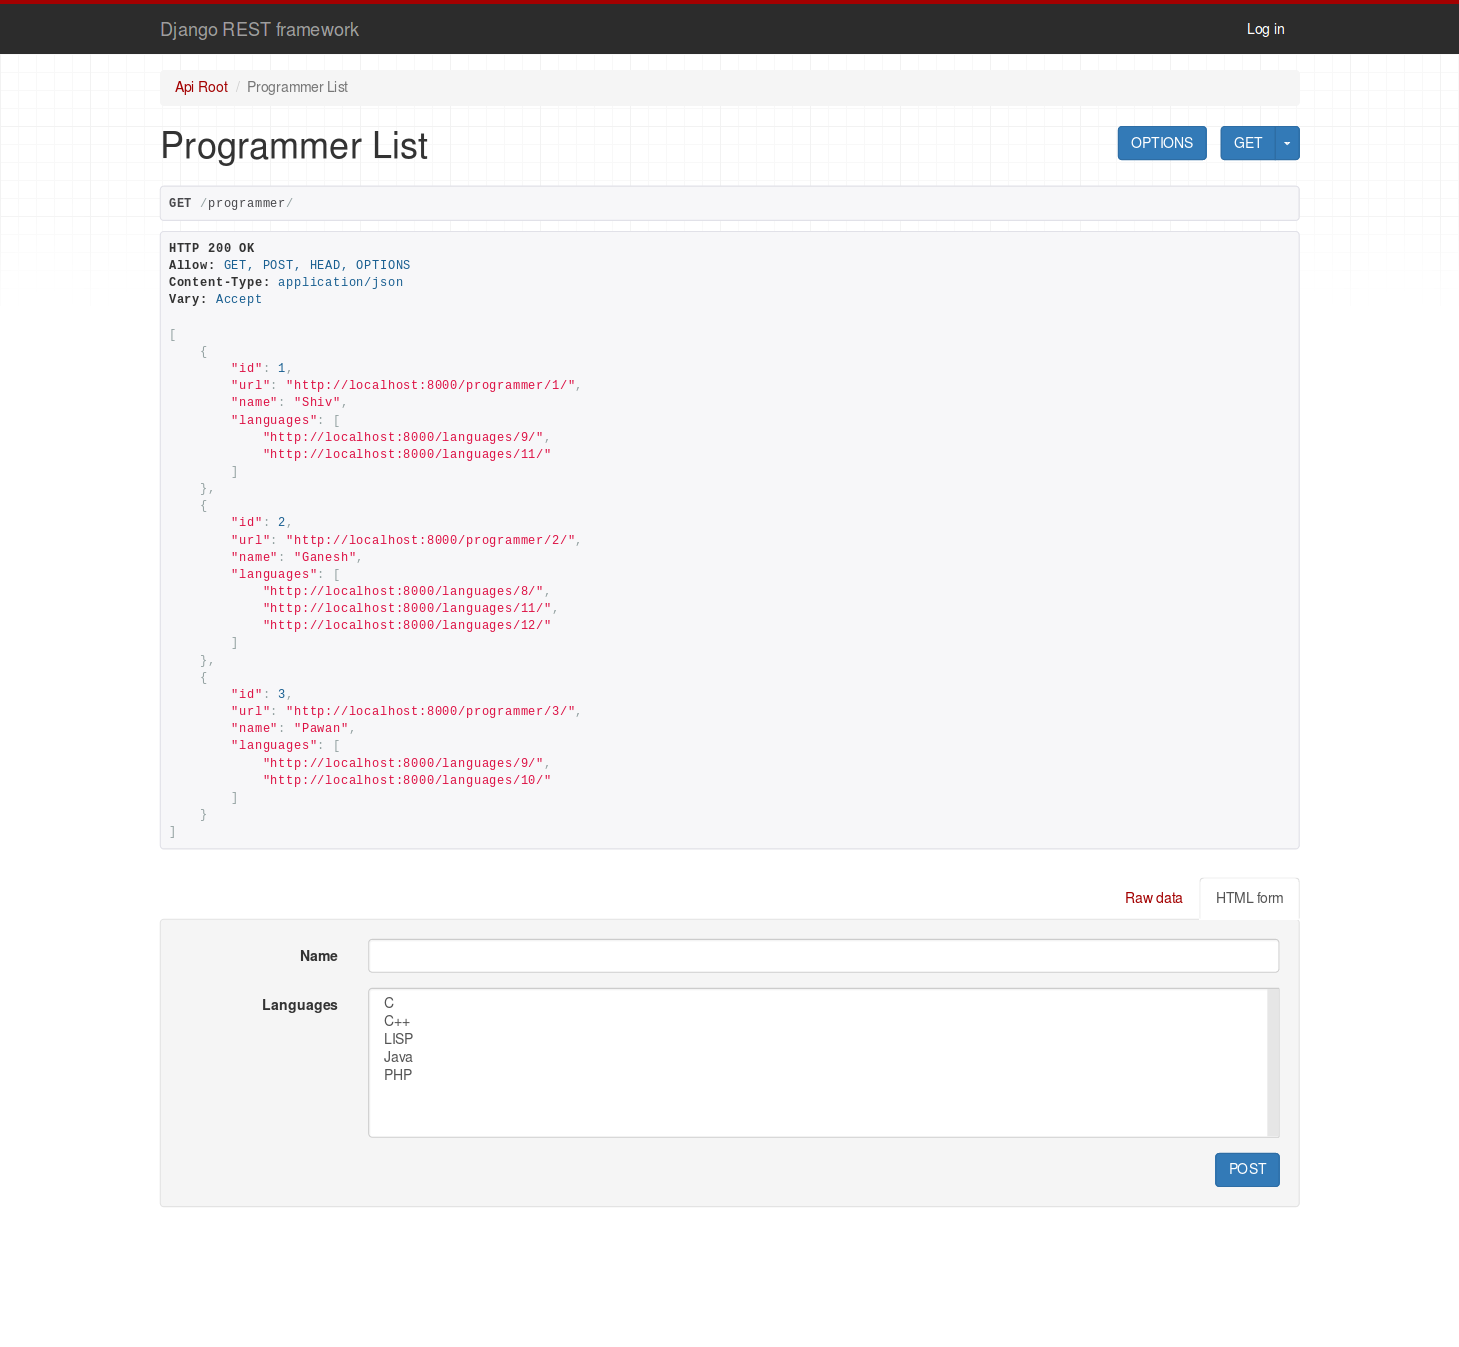 Django REST framework
Log in
Api Root / Programmer List
Programmer List
OPTIONS
GET
GET /programmer/
HTTP 200 OK
Allow: GET, POST, HEAD, OPTIONS
Content-Type: application/json
Vary: Accept
[
    {
        "id": 1,
        "url": "http://localhost:8000/programmer/1/",
        "name": "Shiv",
        "languages": [
            "http://localhost:8000/languages/9/",
            "http://localhost:8000/languages/11/"
        ]
    },
    {
        "id": 2,
        "url": "http://localhost:8000/programmer/2/",
        "name": "Ganesh",
        "languages": [
            "http://localhost:8000/languages/8/",
            "http://localhost:8000/languages/11/",
            "http://localhost:8000/languages/12/"
        ]
    },
    {
        "id": 3,
        "url": "http://localhost:8000/programmer/3/",
        "name": "Pawan",
        "languages": [
            "http://localhost:8000/languages/9/",
            "http://localhost:8000/languages/10/"
        ]
    }
]
Raw data
HTML form
Name
Languages
C
C++
LISP
Java
PHP
POST